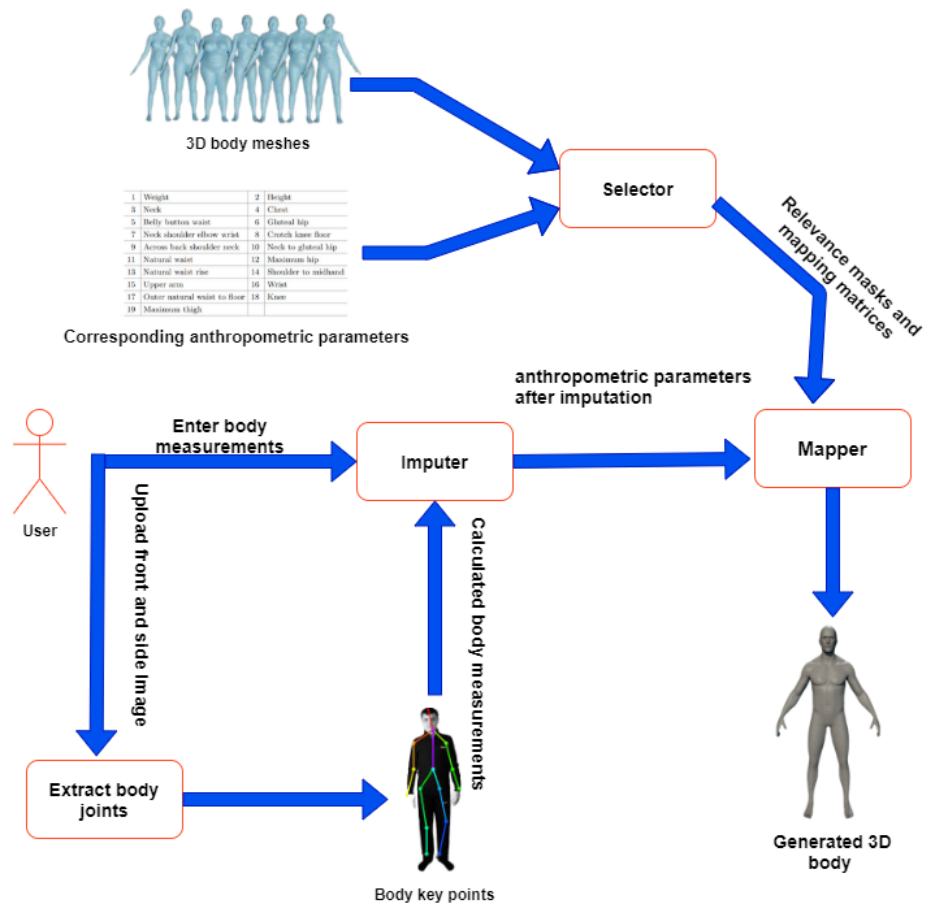 3D body meshes
Selector
1 Weight 2 Height
3 Neck 4 Chest
5 Belly button waist 6 Gluteal hip
7 Neck shoulder elbow wrist 8 Crotch knee floor
9 Across back shoulder neck 10 Neck to gluteal hip
11 Natural waist 12 Maximum hip
13 Natural waist rise 14 Shoulder to midhand
15 Upper arm 16 Wrist
17 Outer natural waist to floor 18 Knee
19 Maximum thigh
Corresponding anthropometric parameters
Relevance masks and
mapping matrices
anthropometric parameters
after imputation
Enter body
measurements
Imputer
Mapper
User
Upload front and side Image
Calculated body measurements
Extract body
joints
Body key points
Generated 3D
body